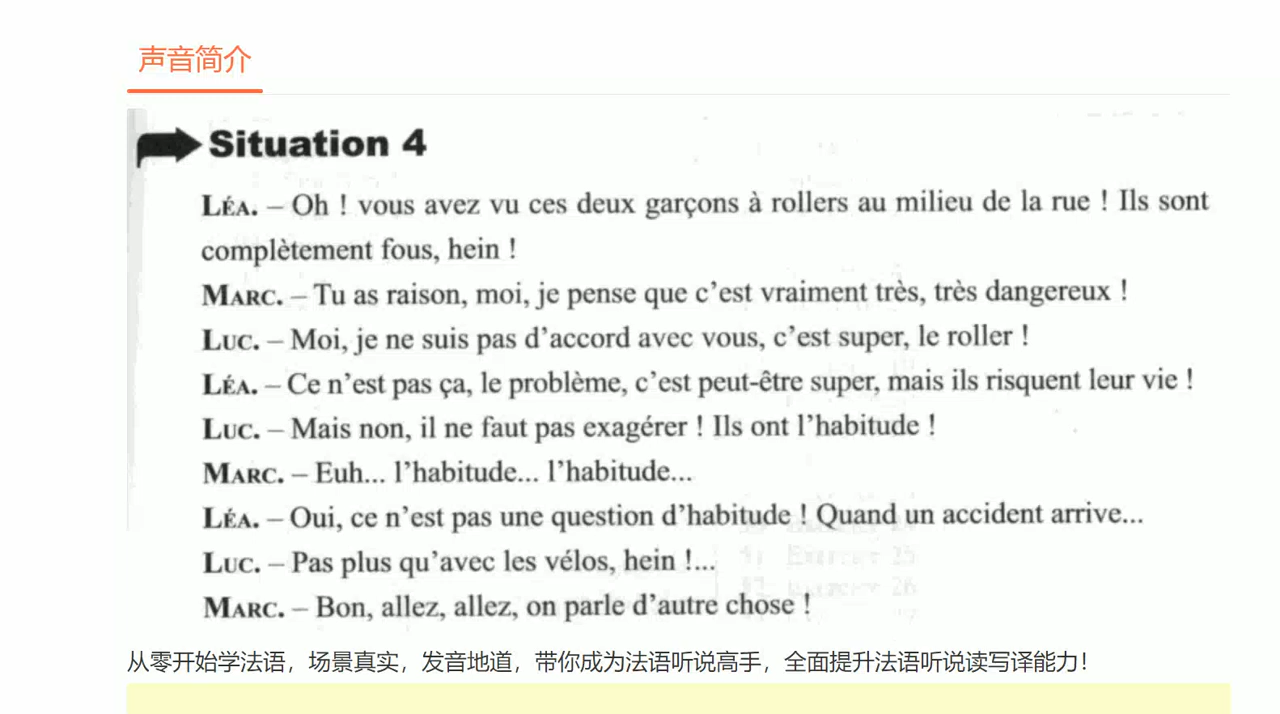 声音简介
Situation 4
LÉA. – Oh ! vous avez vu ces deux garçons à rollers au milieu de la rue ! Ils sont
complètement fous, hein !
MARC. – Tu as raison, moi, je pense que c’est vraiment très, très dangereux !
LUC. – Moi, je ne suis pas d’accord avec vous, c’est super, le roller !
LÉA. – Ce n’est pas ça, le problème, c’est peut-être super, mais ils risquent leur vie !
LUC. – Mais non, il ne faut pas exagérer ! Ils ont l’habitude !
MARC. – Euh... l’habitude... l’habitude...
LÉA. – Oui, ce n’est pas une question d’habitude ! Quand un accident arrive...
LUC. – Pas plus qu’avec les vélos, hein !...
MARC. – Bon, allez, allez, on parle d’autre chose !
从零开始学法语，场景真实，发音地道，带你成为法语听说高手，全面提升法语听说读写译能力！